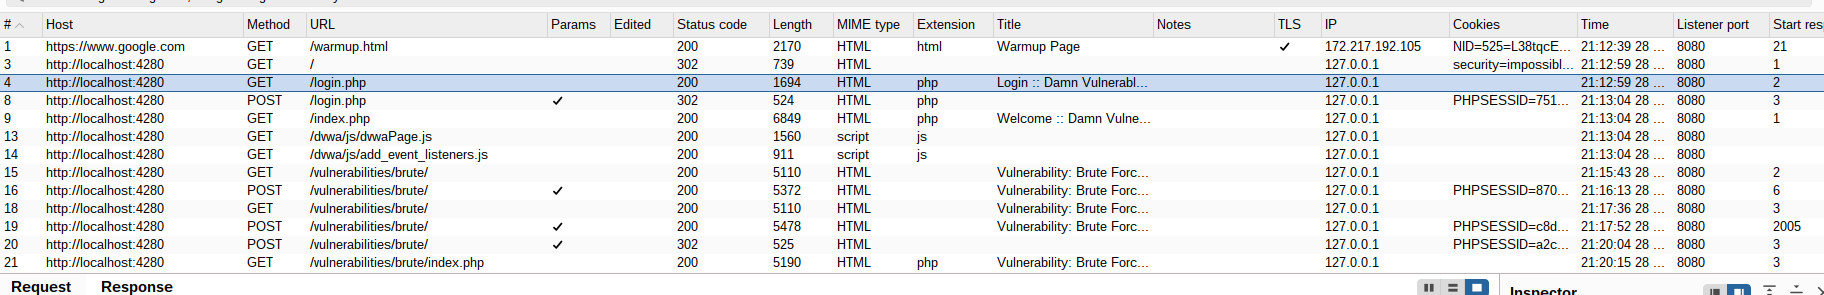 # Host Method URL Params Edited Status code Length MIME type Extension Title Notes TLS IP Cookies Time Listener port Start resp
1 https://www.google.com GET /warmup.html 200 2170 HTML html Warmup Page ✓ 172.217.192.105 NID=525=L38tqcE... 21:12:39 28 ... 8080 21
3 http://localhost:4280 GET / 302 739 HTML 127.0.0.1 security=impossibl... 21:12:59 28 ... 8080 1
4 http://localhost:4280 GET /login.php 200 1694 HTML php Login :: Damn Vulnerabl... 127.0.0.1 21:12:59 28 ... 8080 2
8 http://localhost:4280 POST /login.php ✓ 302 524 HTML php 127.0.0.1 PHPSESSID=751... 21:13:04 28 ... 8080 3
9 http://localhost:4280 GET /index.php 200 6849 HTML php Welcome :: Damn Vulne... 127.0.0.1 21:13:04 28 ... 8080 1
13 http://localhost:4280 GET /dvwa/js/dvwaPage.js 200 1560 script js 127.0.0.1 21:13:04 28 ... 8080
14 http://localhost:4280 GET /dvwa/js/add_event_listeners.js 200 911 script js 127.0.0.1 21:13:04 28 ... 8080
15 http://localhost:4280 GET /vulnerabilities/brute/ 200 5110 HTML Vulnerability: Brute Forc... 127.0.0.1 21:15:43 28 ... 8080 2
16 http://localhost:4280 POST /vulnerabilities/brute/ ✓ 200 5372 HTML Vulnerability: Brute Forc... 127.0.0.1 PHPSESSID=870... 21:16:13 28 ... 8080 6
18 http://localhost:4280 GET /vulnerabilities/brute/ 200 5110 HTML Vulnerability: Brute Forc... 127.0.0.1 21:17:36 28 ... 8080 3
19 http://localhost:4280 POST /vulnerabilities/brute/ ✓ 200 5478 HTML Vulnerability: Brute Forc... 127.0.0.1 PHPSESSID=c8d... 21:17:52 28 ... 8080 2005
20 http://localhost:4280 POST /vulnerabilities/brute/ ✓ 302 525 HTML 127.0.0.1 PHPSESSID=a2c... 21:20:04 28 ... 8080 3
21 http://localhost:4280 GET /vulnerabilities/brute/index.php 200 5190 HTML php Vulnerability: Brute Forc... 127.0.0.1 21:20:15 28 ... 8080 3
Request Response Inspector